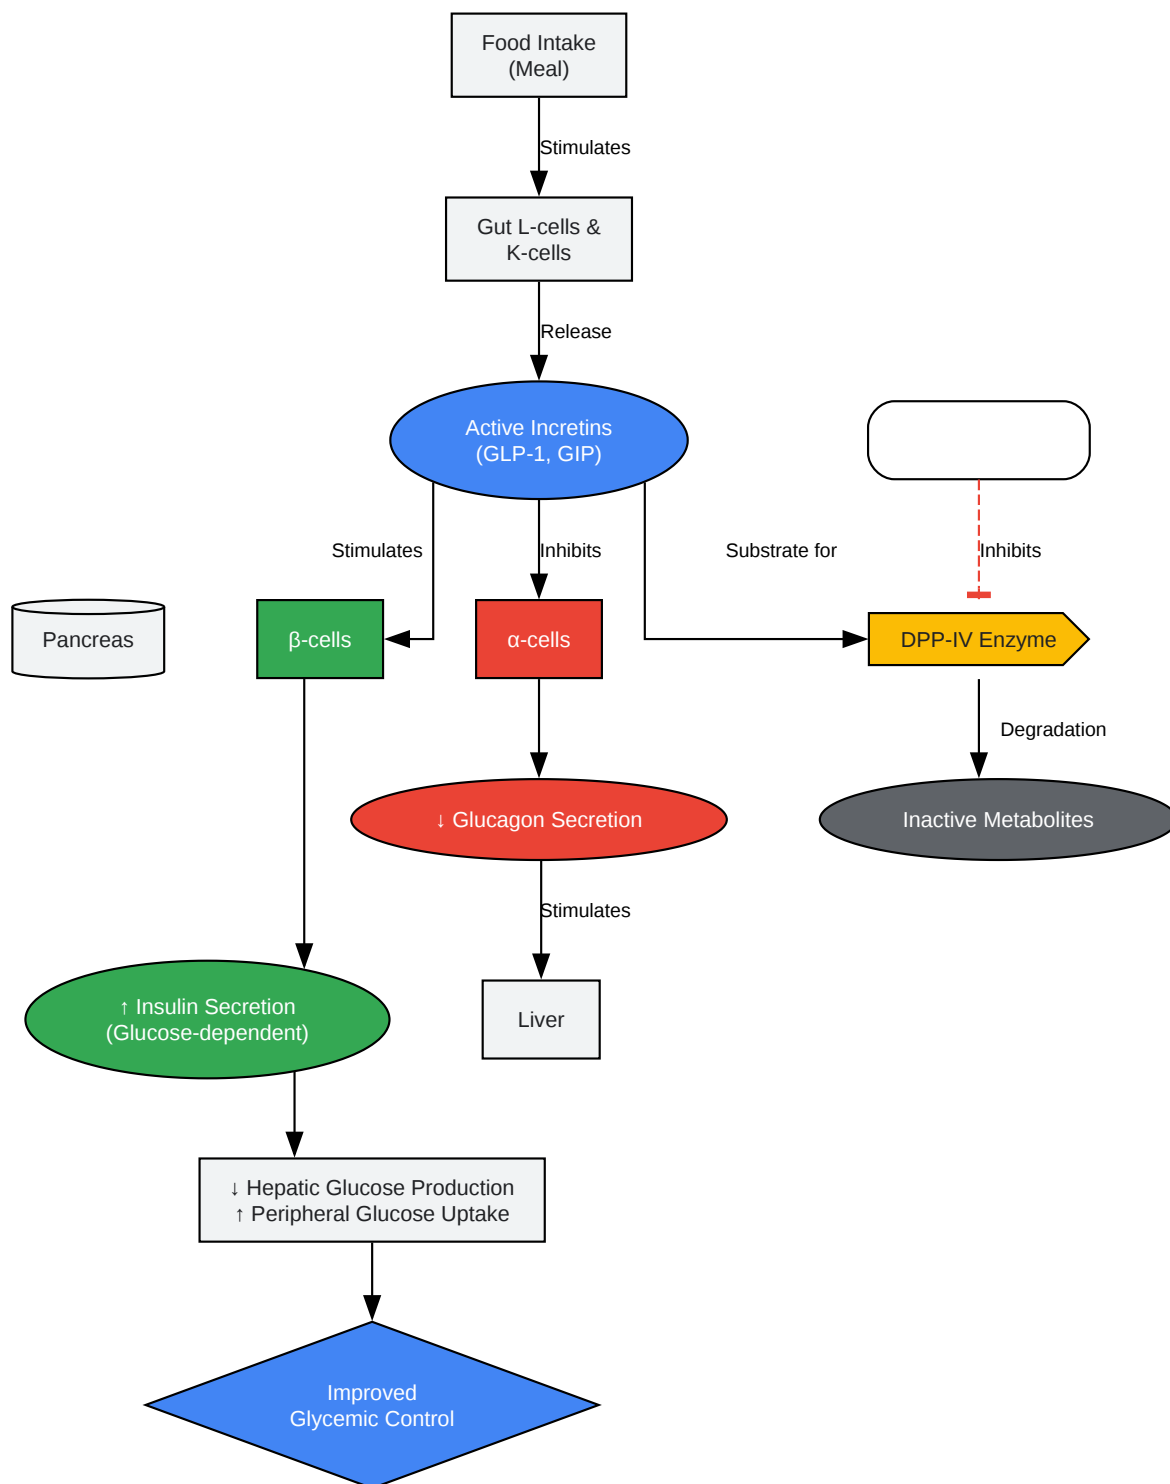 Food Intake
(Meal)
Stimulates
Gut L-cells &
K-cells
Release
Active Incretins
(GLP-1, GIP)
Stimulates
Inhibits
Substrate for
Inhibits
Pancreas
β-cells
α-cells
DPP-IV Enzyme
Degradation
↓ Glucagon Secretion
Inactive Metabolites
Stimulates
↑ Insulin Secretion
(Glucose-dependent)
Liver
↓ Hepatic Glucose Production
↑ Peripheral Glucose Uptake
Improved
Glycemic Control